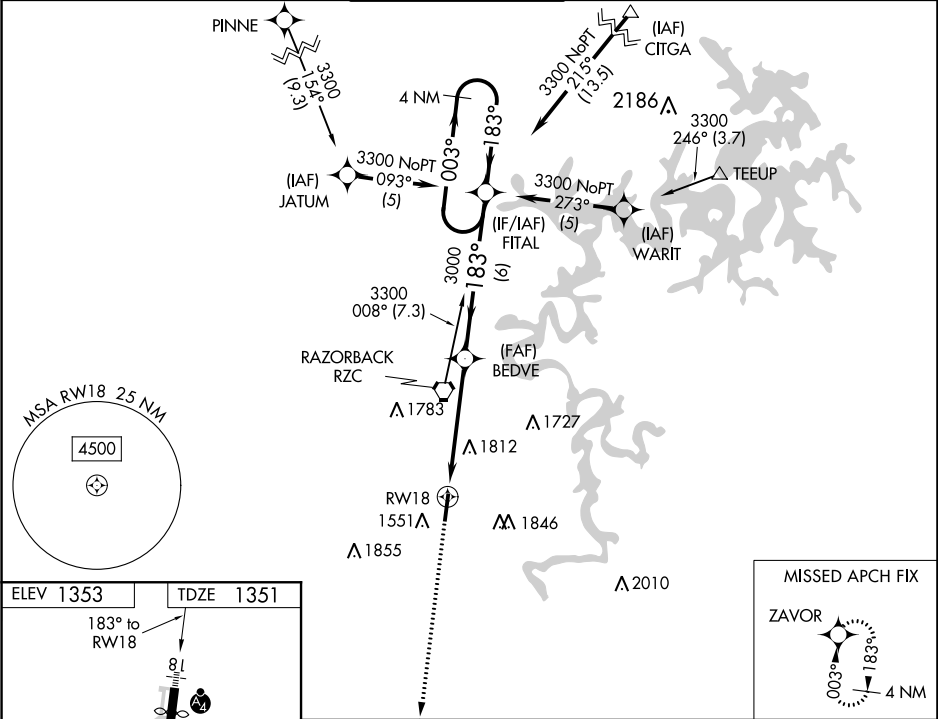 PINNE
3300
154°
(9.3)
(IAF)
CITGA
3300 NoPT
215°
(13.5)
4 NM
2186
3300
246° (3.7)
TEEUP
003°
183°
3300 NoPT
093°
(5)
(IAF)
JATUM
3300 NoPT
273°
(5)
(IF/IAF)
FITAL
(IAF)
WARIT
3000
183°
(6)
3300
008° (7.3)
RAZORBACK
RZC
(FAF)
BEDVE
1783
1727
1812
MSA RW18 25 NM
4500
RW18
1551
1846
1855
2010
ELEV 1353
TDZE 1351
183° to
RW18
18
A4
MISSED APCH FIX
ZAVOR
003°
183°
4 NM